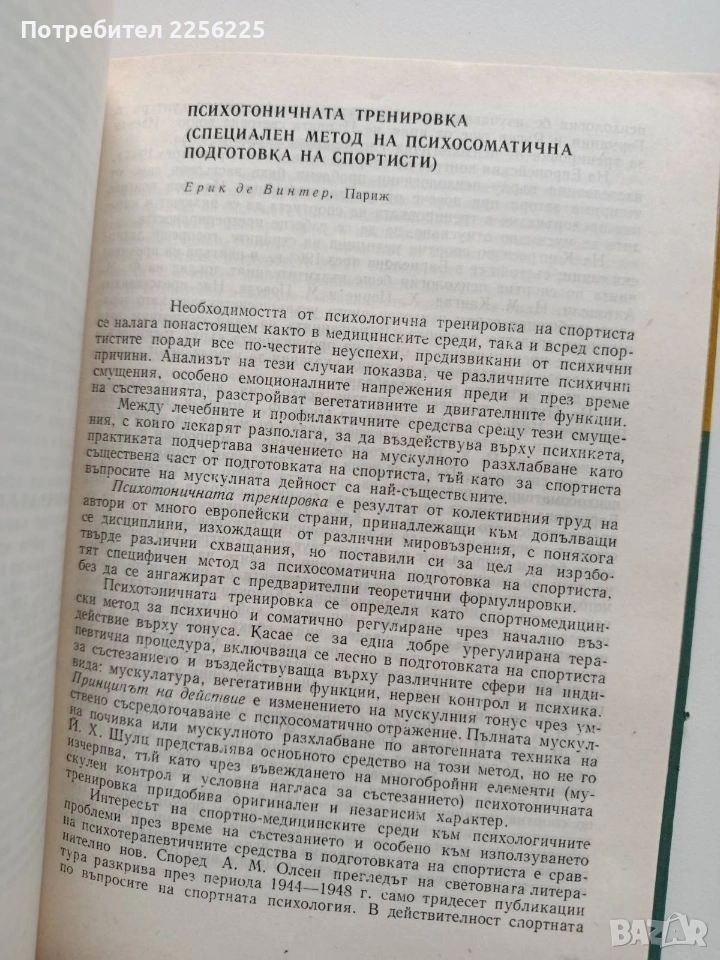 Потребител 2256225
ПСИХОТОНИЧНАТА ТРЕНИРОВКА
(СПЕЦИАЛЕН МЕТОД НА ПСИХОСОМАТИЧНА
ПОДГОТОВКА НА СПОРТИСТИ)
Ерик де Винтер, Париж
Необходимостта от психологична тренировка на спортиста
се налага понастоящем както в медицинските среди, така и всред спор-
тистите поради все по-честите неуспехи, предизвикани от психични
причини. Анализът на тези случаи показва, че различните психични
смущения, особено емоционалните напрежения преди и през време
на състезанията, разстройват вегетативните и двигателните функции.
Между лечебните и профилактичните средства срещу тези смуще-
ния, с които лекарят разполага, за да въздействува върху психиката,
практиката подчертава значението на мускулното разхлабване като
съществена част от подготовката на спортиста, тъй като за спортиста
въпросите на мускулната дейност са най-съществените.
Психотоничната тренировка е резултат от колективния труд на
автори от много европейски страни, принадлежащи към допълващи
се дисциплини, изхождащи от различни мировъзрения, с понякога
твърде различни схващания, но поставили си за цел да израбо-
тят специфичен метод за психосоматична подготовка на спортиста,
без да се ангажират с предварителни теоретични формулировки.
Психотоничната тренировка се определя като спортномедицин-
ски метод за психично и соматично регулиране чрез начално въз-
действие върху тонуса. Касае се за една добре урегулирана тера-
певтична процедура, включваща се лесно в подготовката на спортиста
за състезанието и въздействуваща върху различните сфери на инди-
вида: мускулатура, вегетативни функции, нервен контрол и психика.
Принципът на действие е изменението на мускулния тонус чрез ум-
ствено съсредоточаване с психосоматично отражение. Пълната мускул-
на почивка или мускулното разхлабване по автогенната техника на
Й. Х. Шулц представлява основното средство на този метод, но не го
изчерпва, тъй като чрез въвеждането на многобройни елементи (му-
скулен контрол и условна нагласа за състезанието) психотоничната
тренировка придобива оригинален и незагисим характер.
Интересът на спортно-медицинските среди към психологичните
проблеми през време на състезанието и особено към използуването
на психотерапевтичните средства в подготовката на спортиста е срав-
нително нов. Според А. М. Олсен прегледът на световната литера-
тура разкрива през периода 1944—1948 г. само тридесет публикации
по въпросите на спортната психология. В действителност спортната
BAZAR